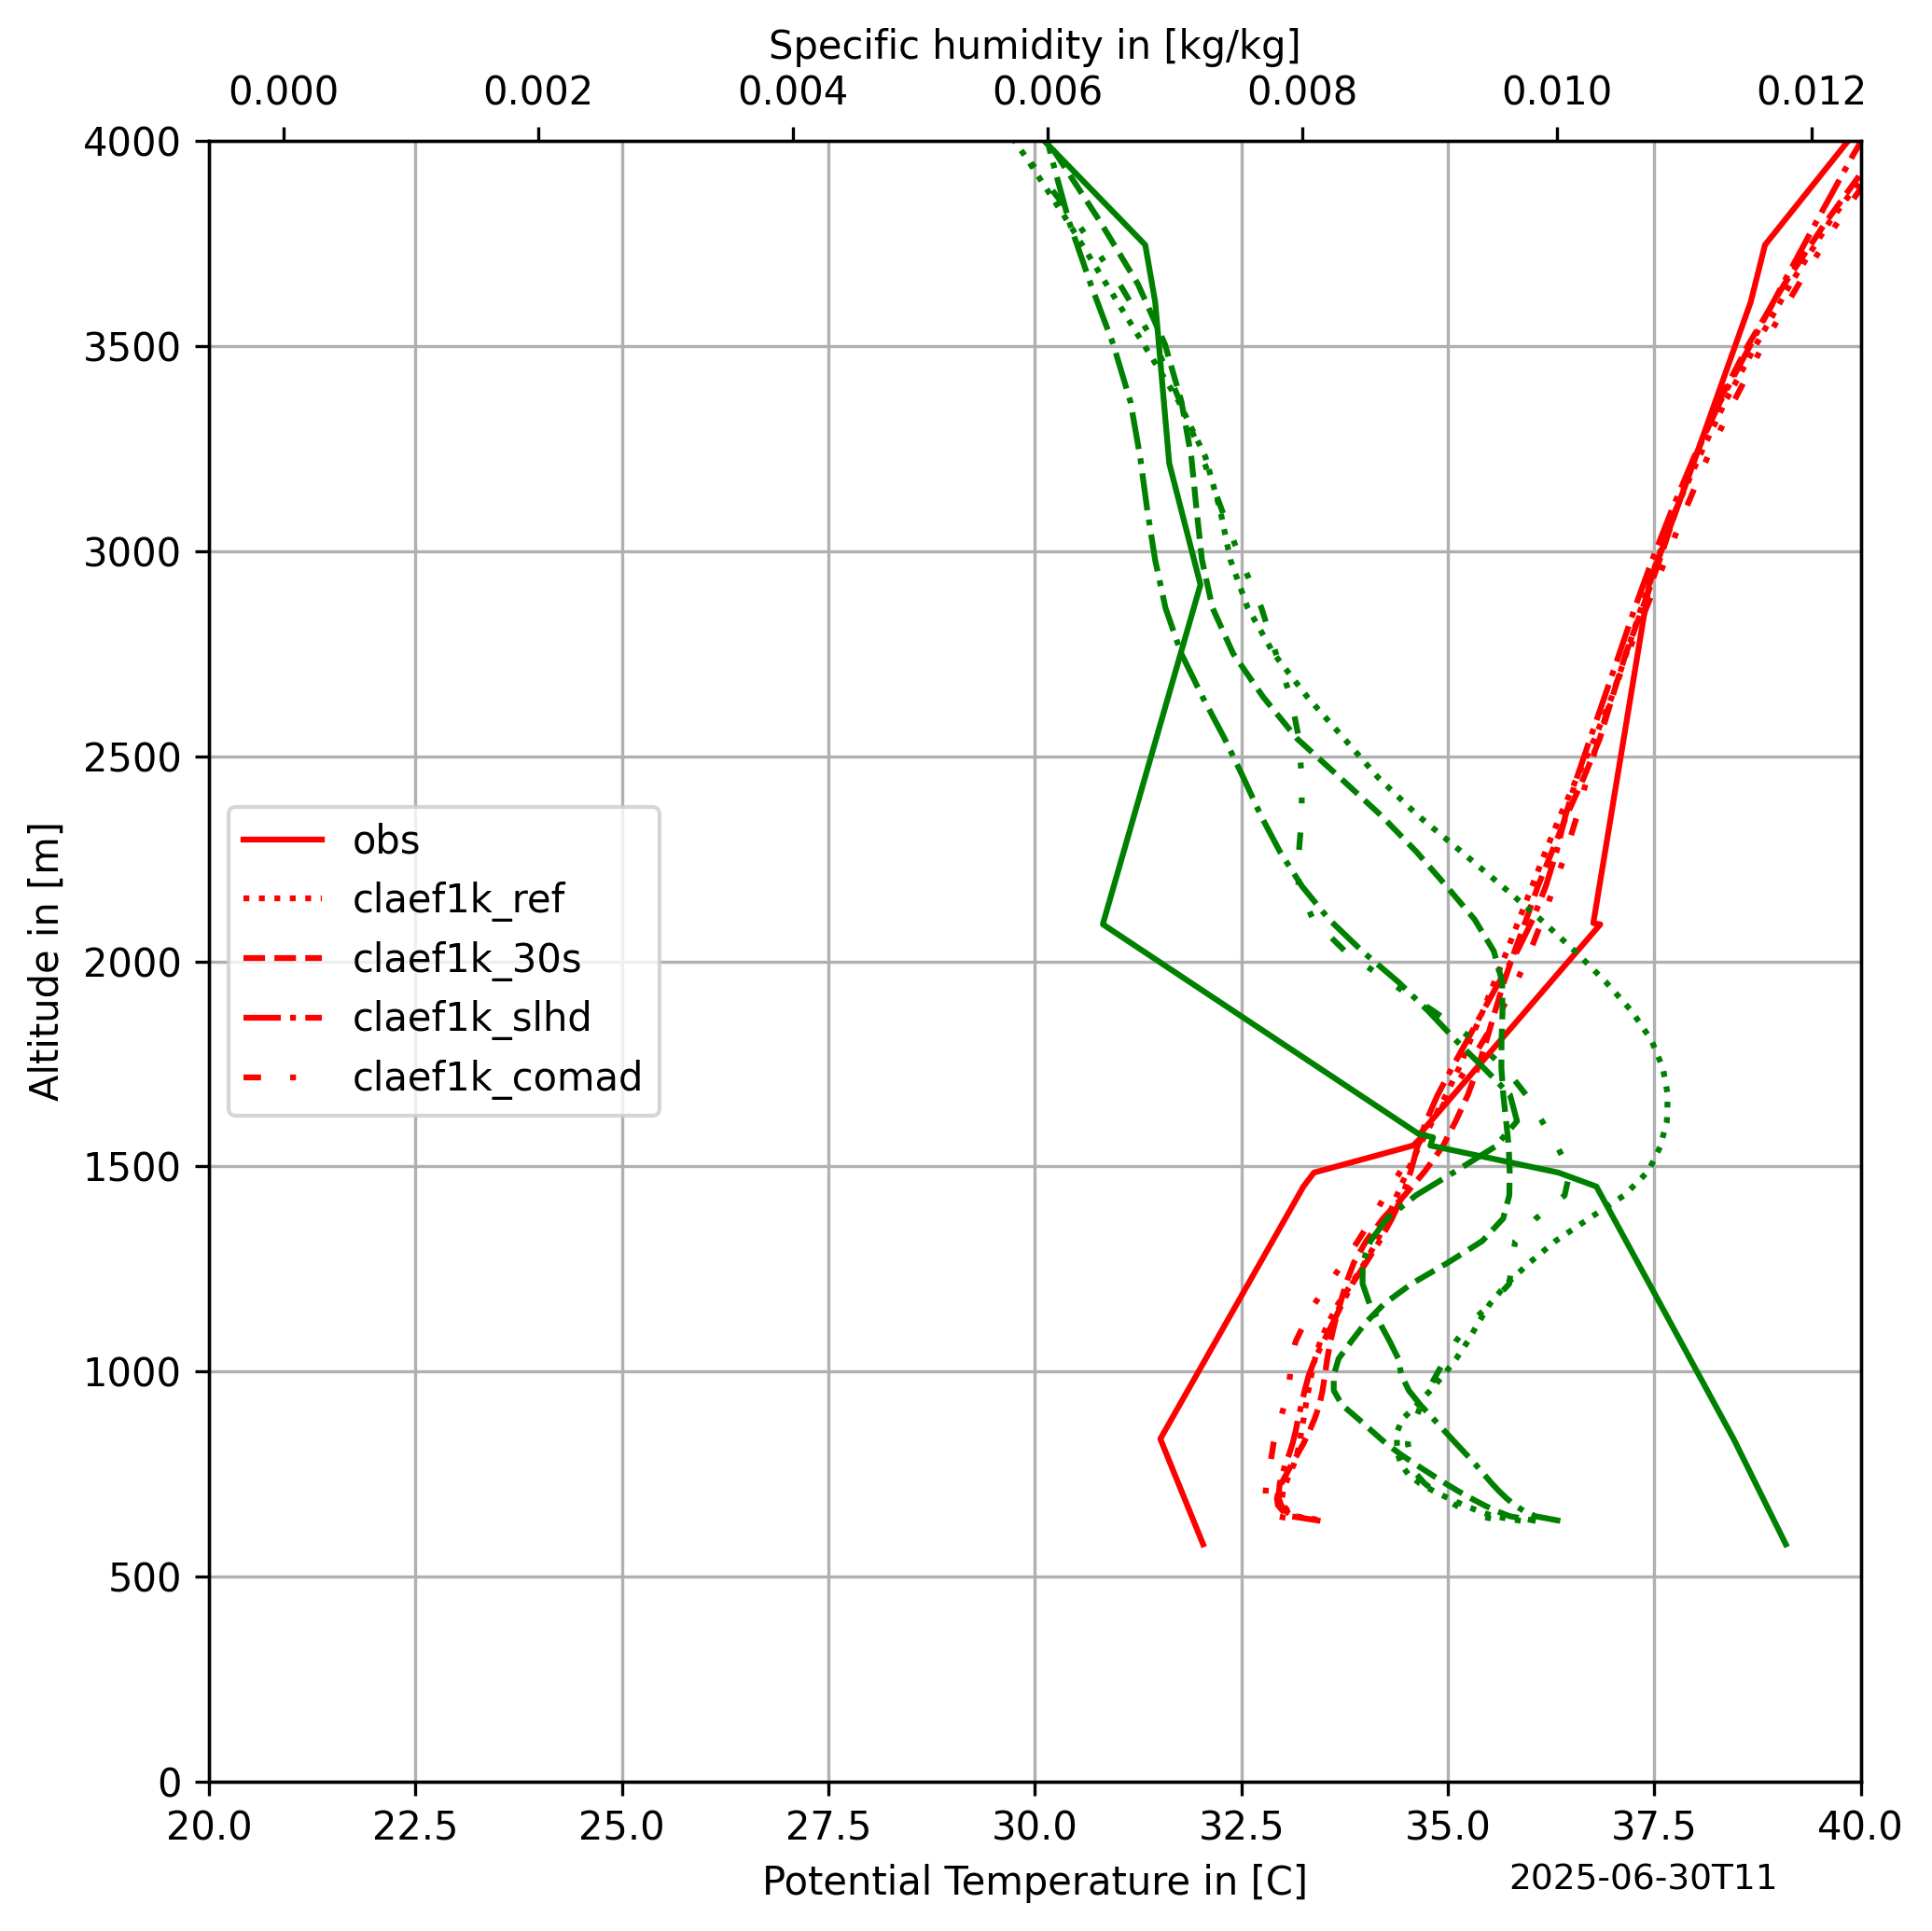 Specific humidity in [kg/kg]
0.000 0.002 0.004 0.006 0.008 0.010 0.012
4000
3500
3000
2500
2000
1500
1000
500
0
Altitude in [m]
obs
claef1k_ref
claef1k_30s
claef1k_slhd
claef1k_comad
20.0 22.5 25.0 27.5 30.0 32.5 35.0 37.5 40.0
Potential Temperature in [C]
2025-06-30T11